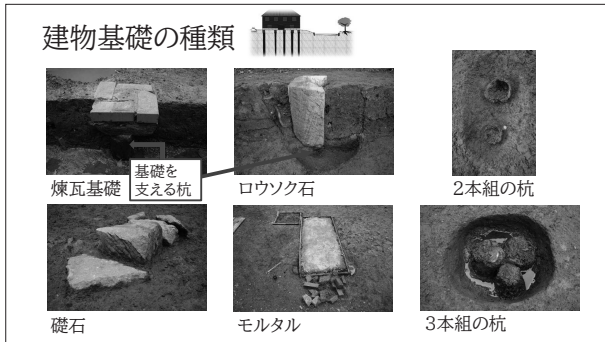 建物基礎の種類
基礎を
支える杭
煉瓦基礎
ロウソク石
2本組の杭
礎石
モルタル
3本組の杭